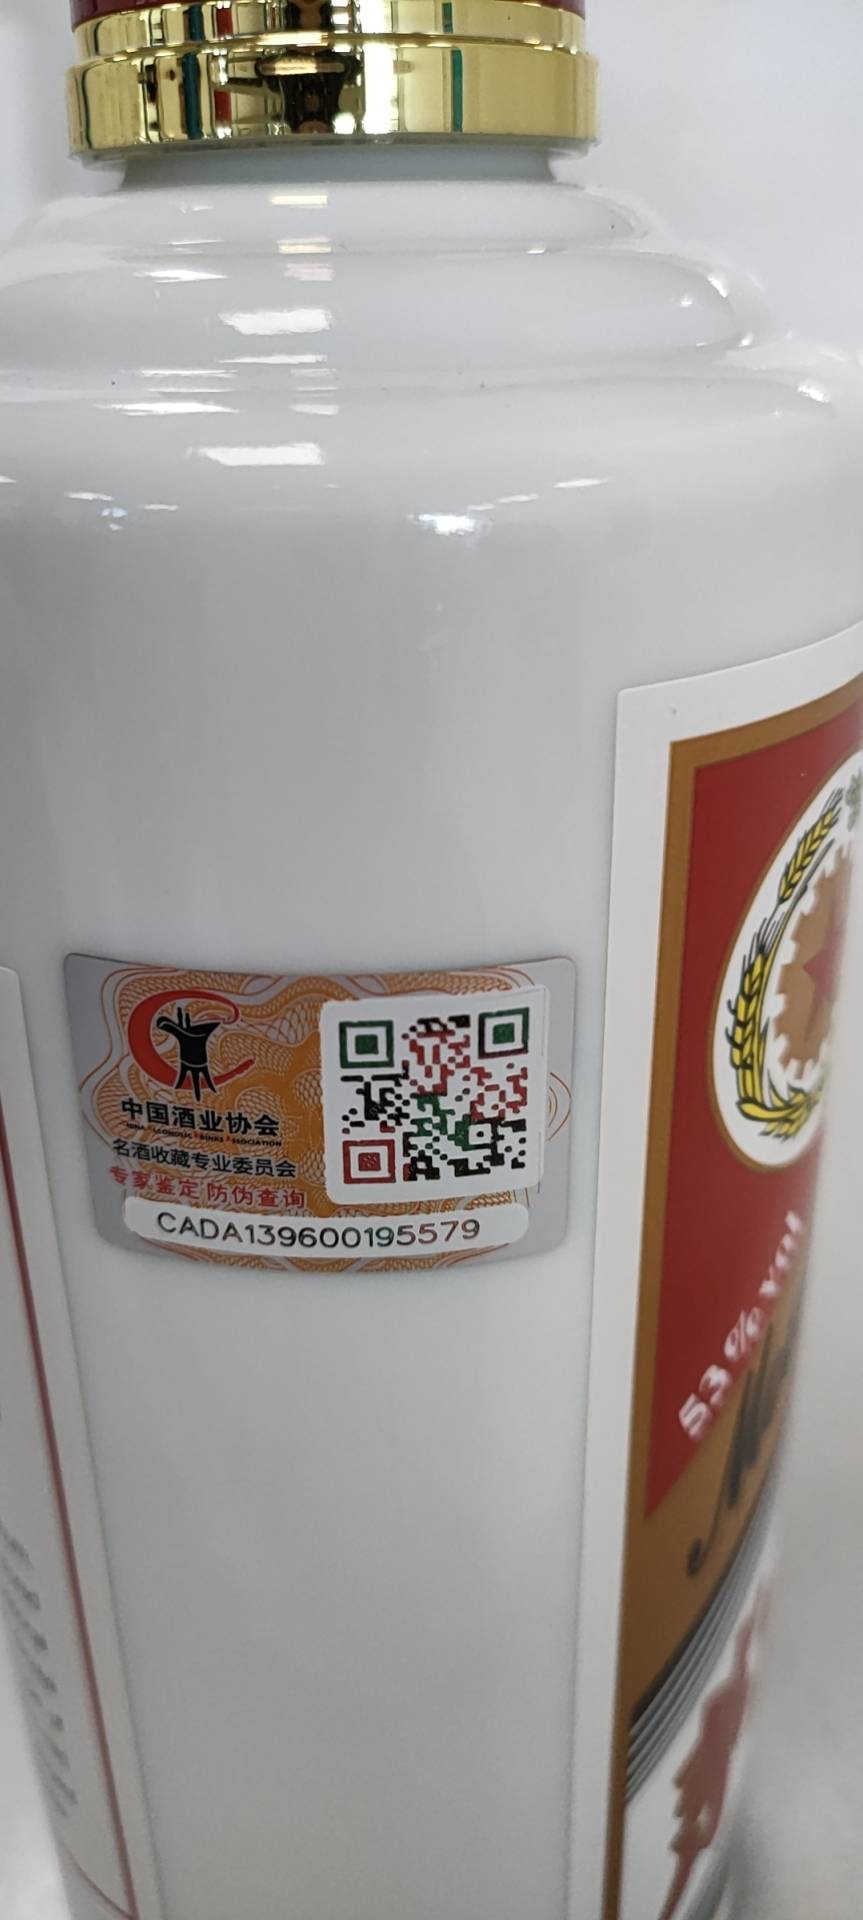 中国酒业协会
名酒收藏专业委员会
专家鉴定 防伪查询
CADA139600195579
53% VOL